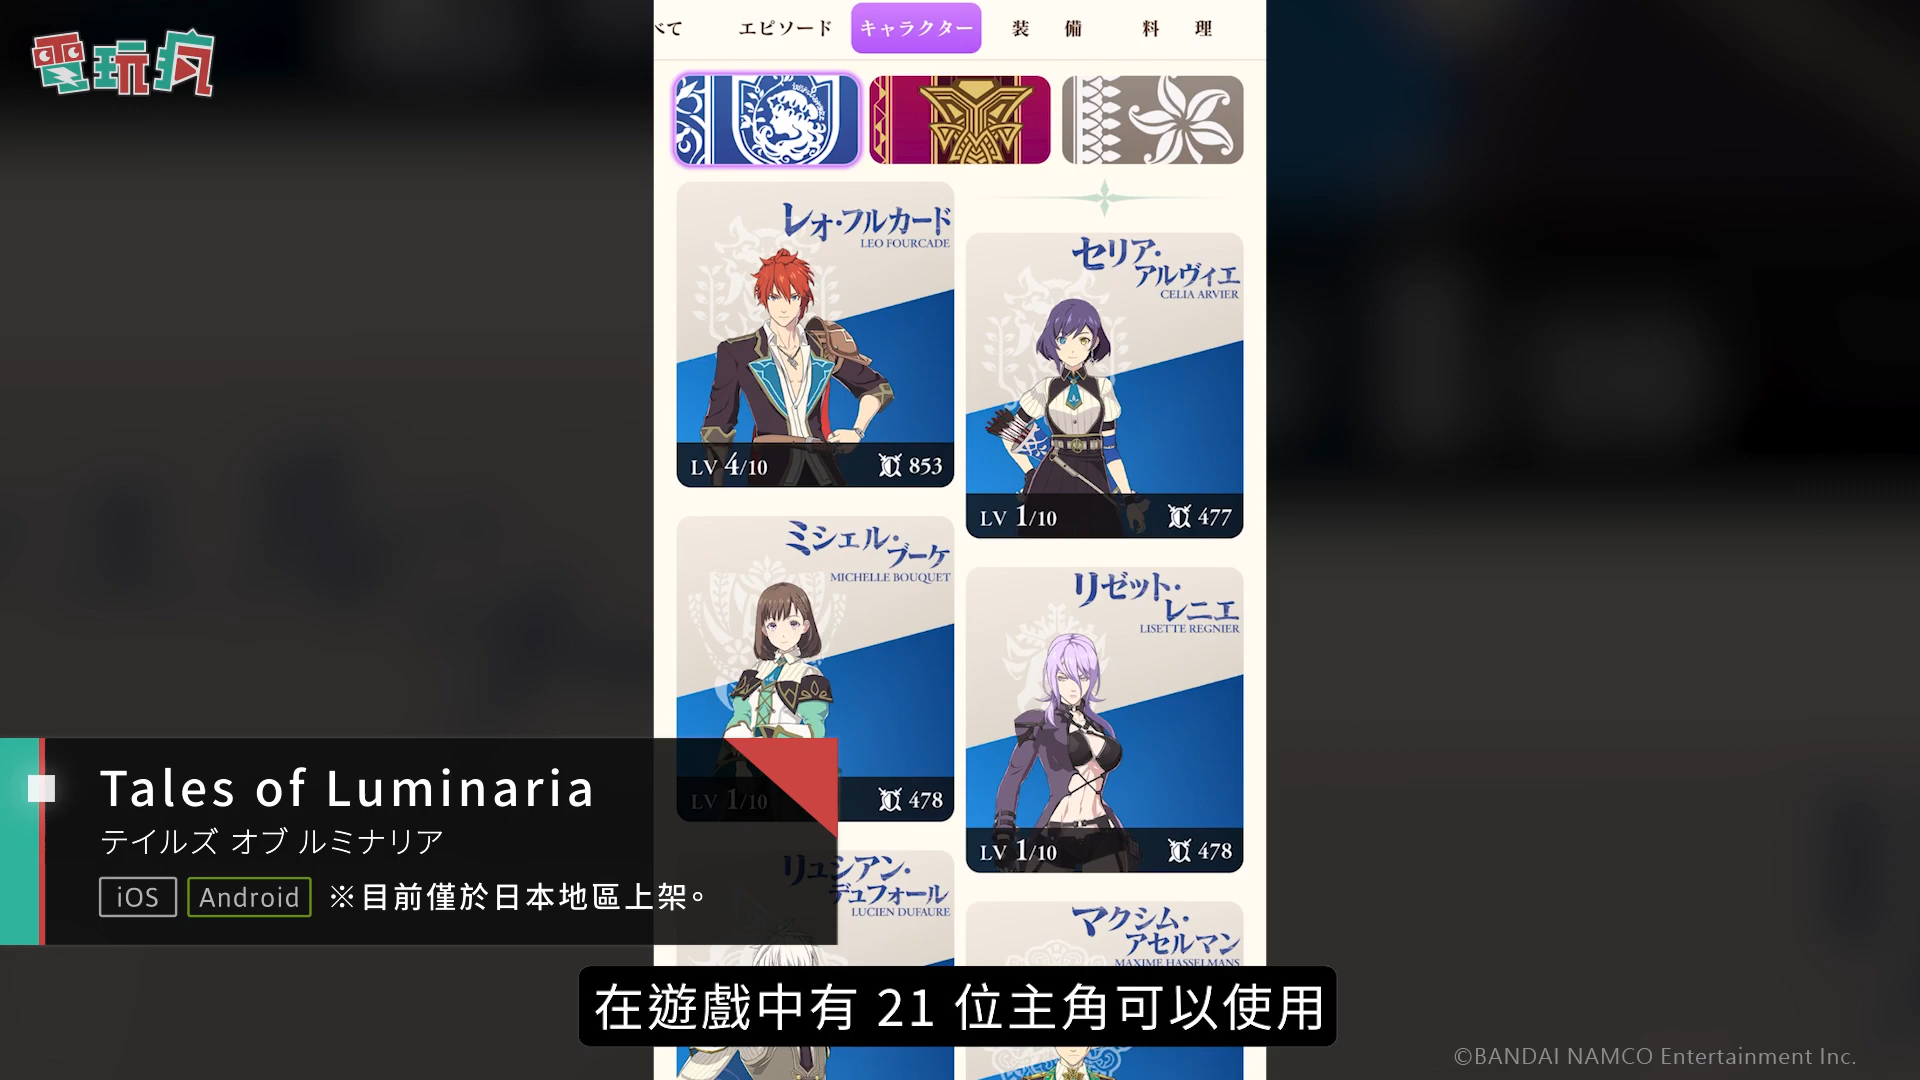 電玩瘋
べて エピソード キャラクター 装備 料理
レオ・フルカード
LEO FOURCADE
LV 4/10 853
セリア・
アルヴィエ
CELIA ARVIER
LV 1/10 477
ミシェル・
ブーケ
MICHELLE BOUQUET
LV 1/10 478
リゼット・
レニエ
LISETTE REGNIER
LV 1/10 478
リュシアン・
デュフォール
LUCIEN DUFAURE
マクシム・
アセルマン
MAXIME HASSELMANS
Tales of Luminaria
テイルズ オブ ルミナリア
iOS Android ※目前僅於日本地區上架。
在遊戲中有 21 位主角可以使用
©BANDAI NAMCO Entertainment Inc.